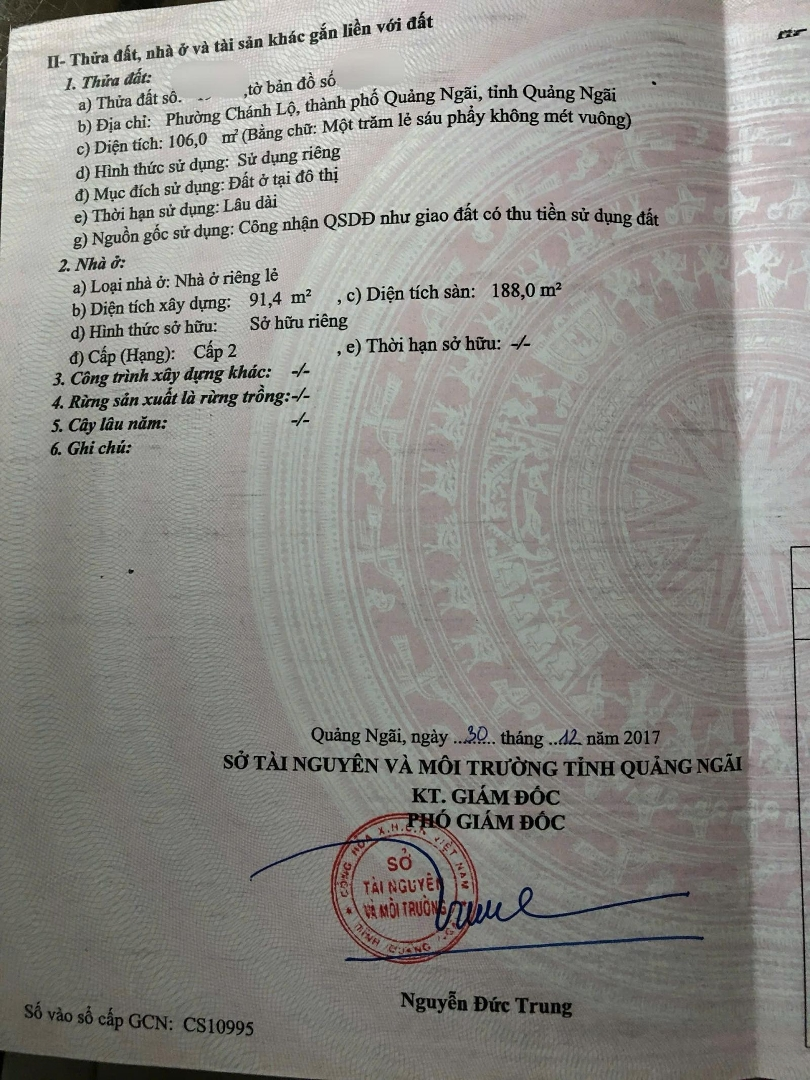 II- Thửa đất, nhà ở và tài sản khác gắn liền với đất
1. Thửa đất:
a) Thửa đất số. ,tờ bản đồ số
b) Địa chỉ: Phường Chánh Lộ, thành phố Quảng Ngãi, tỉnh Quảng Ngãi
c) Diện tích: 106,0 m² (Bằng chữ: Một trăm lẻ sáu phẩy không mét vuông)
d) Hình thức sử dụng: Sử dụng riêng
đ) Mục đích sử dụng: Đất ở tại đô thị
e) Thời hạn sử dụng: Lâu dài
g) Nguồn gốc sử dụng: Công nhận QSDĐ như giao đất có thu tiền sử dụng đất
2. Nhà ở:
a) Loại nhà ở: Nhà ở riêng lẻ
b) Diện tích xây dựng: 91,4 m² , c) Diện tích sàn: 188,0 m²
d) Hình thức sở hữu: Sở hữu riêng
đ) Cấp (Hạng): Cấp 2 , e) Thời hạn sở hữu: -/-
3. Công trình xây dựng khác: -/-
4. Rừng sản xuất là rừng trồng:-/-
5. Cây lâu năm: -/-
6. Ghi chú:
Quảng Ngãi, ngày ...30... tháng ..12 năm 2017
SỞ TÀI NGUYÊN VÀ MÔI TRƯỜNG TỈNH QUẢNG NGÃI
KT. GIÁM ĐỐC
PHÓ GIÁM ĐỐC
CỘNG HÒA X.H.C.N VIỆT NAM
SỞ
TÀI NGUYÊN
VÀ MÔI TRƯỜNG
TỈNH QUẢNG NGÃI
Nguyễn Đức Trung
Số vào sổ cấp GCN: CS10995